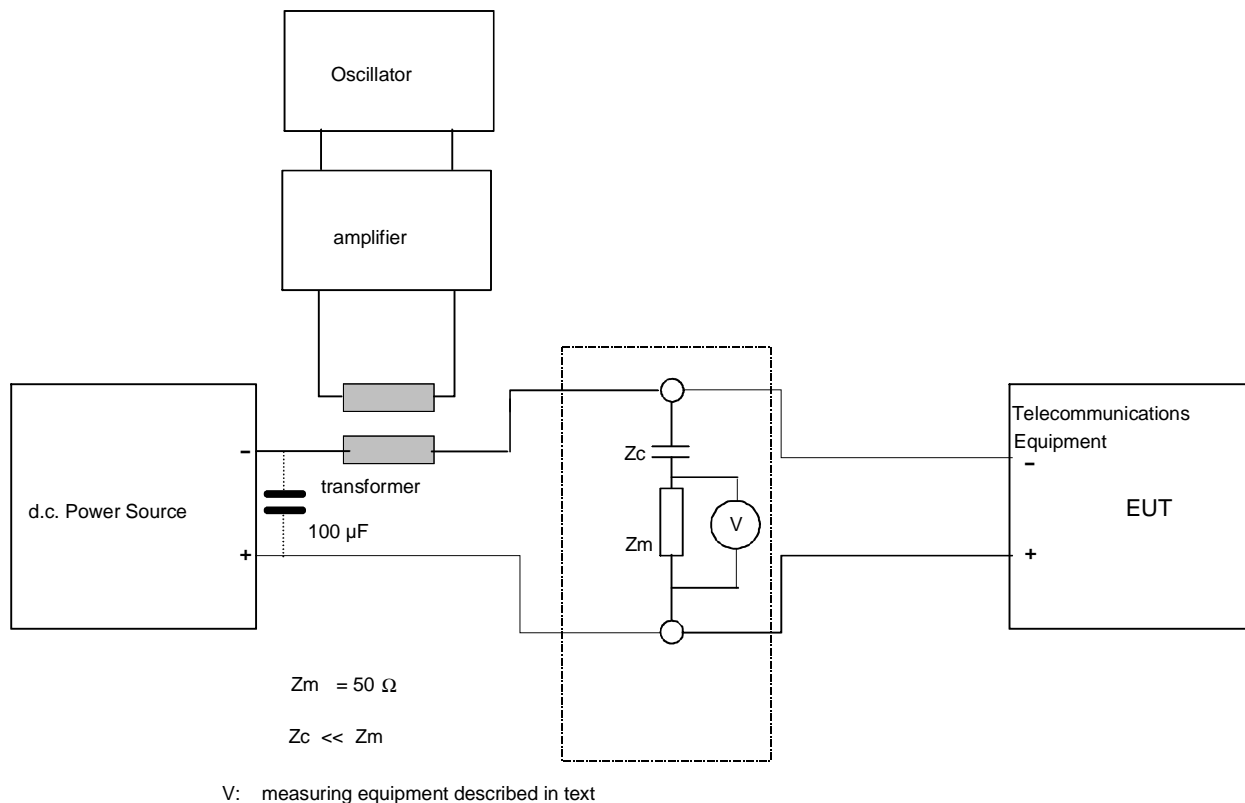 Oscillator
amplifier
transformer
d.c. Power Source
-
+
100 µF
Zc
Zm
V
Telecommunications
Equipment
-
EUT
+
Zm = 50 Ω
Zc << Zm
V: measuring equipment described in text